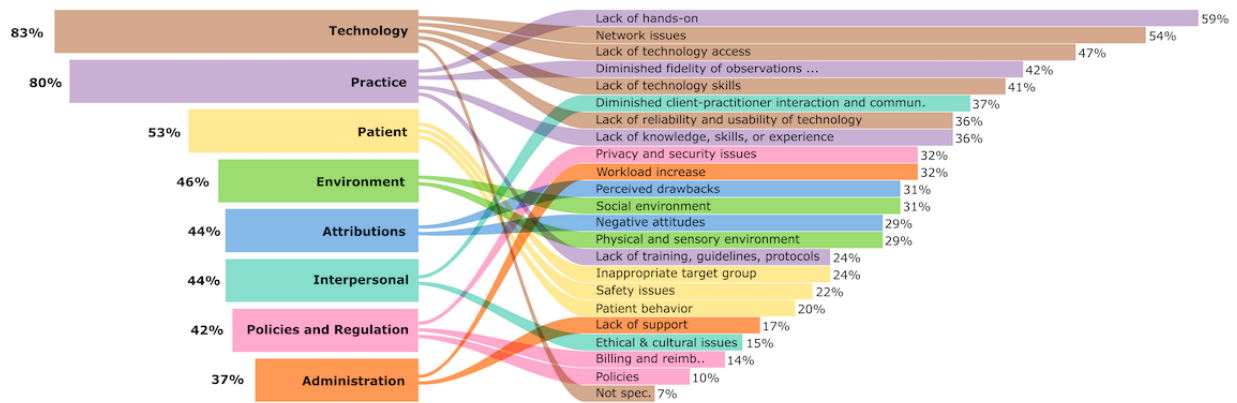 83% Technology
80% Practice
53% Patient
46% Environment
44% Attributions
44% Interpersonal
42% Policies and Regulation
37% Administration
Lack of hands-on 59%
Network issues 54%
Lack of technology access 47%
Diminished fidelity of observations ... 42%
Lack of technology skills 41%
Diminished client-practitioner interaction and commun. 37%
Lack of reliability and usability of technology 36%
Lack of knowledge, skills, or experience 36%
Privacy and security issues 32%
Workload increase 32%
Perceived drawbacks 31%
Social environment 31%
Negative attitudes 29%
Physical and sensory environment 29%
Lack of training, guidelines, protocols 24%
Inappropriate target group 24%
Safety issues 22%
Patient behavior 20%
Lack of support 17%
Ethical & cultural issues 15%
Billing and reimb.. 14%
Policies 10%
Not spec. 7%